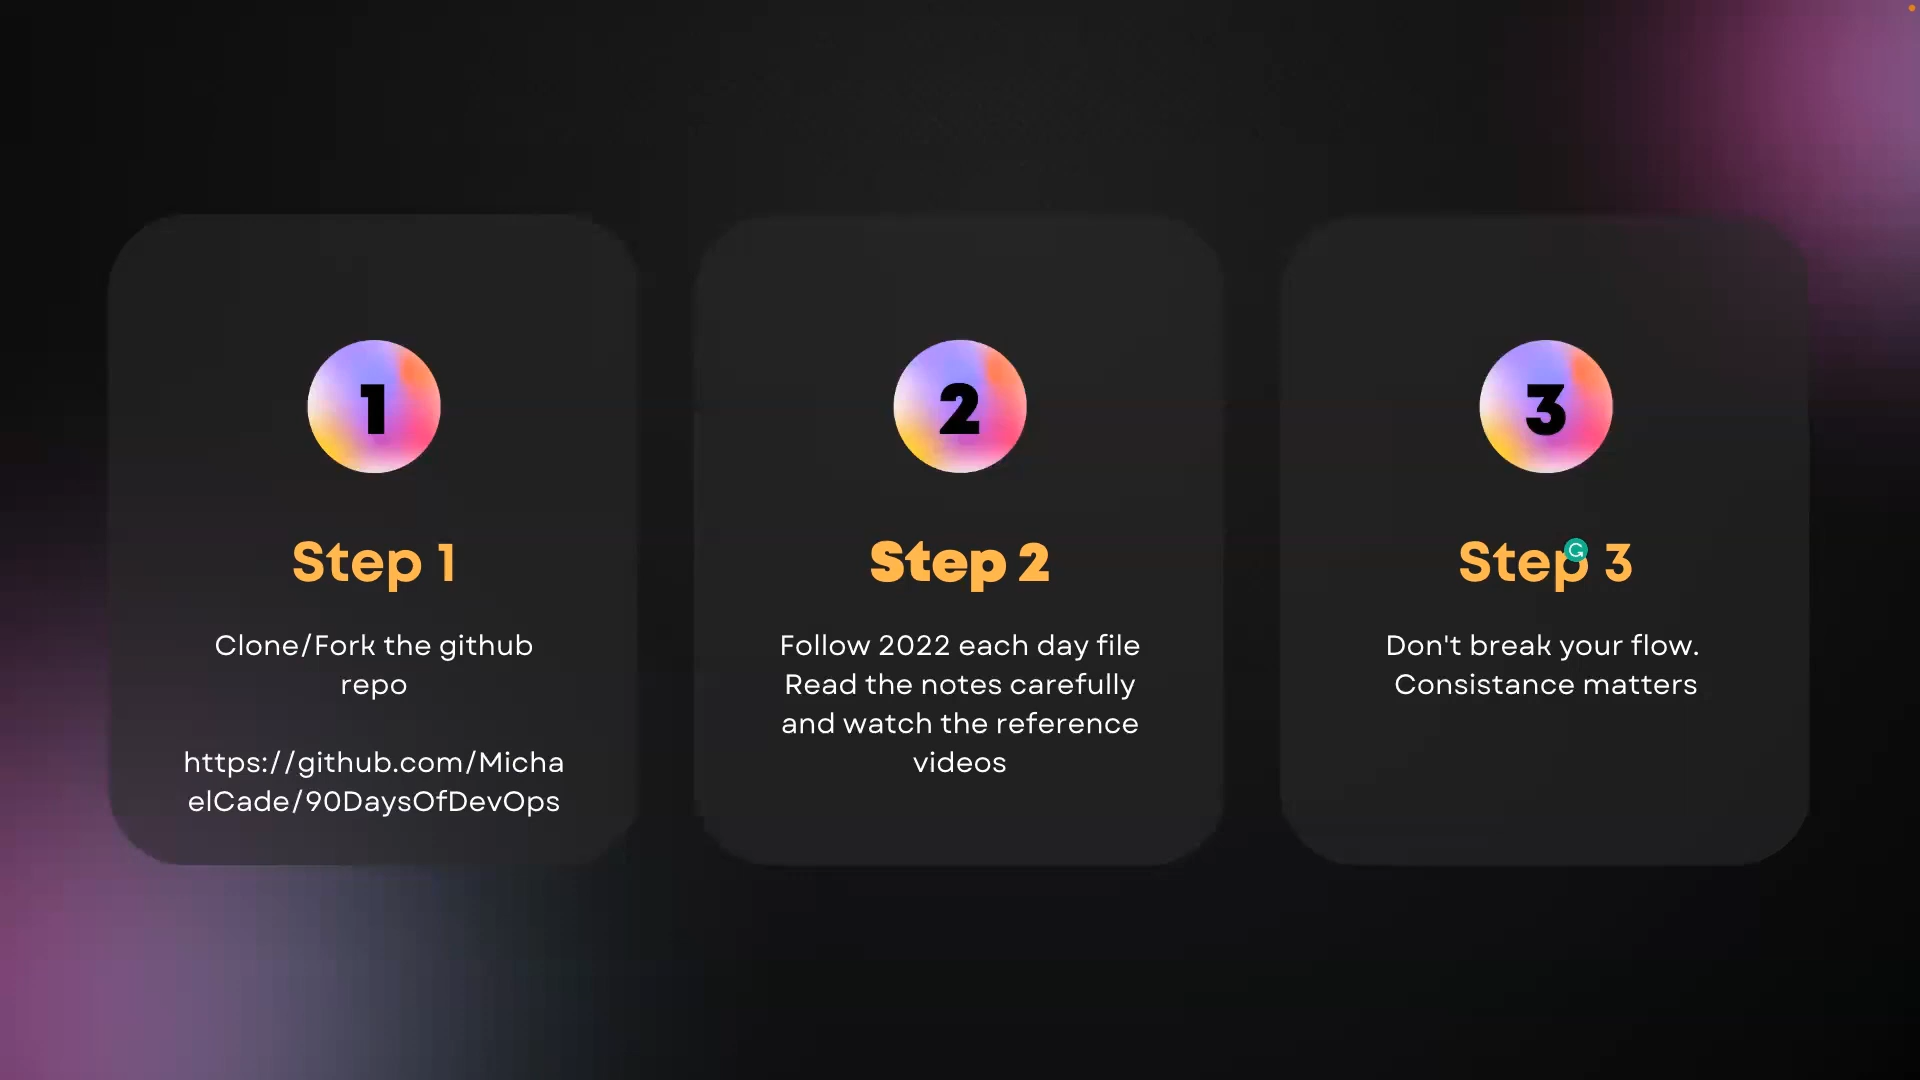 1
Step 1
Clone/Fork the github
repo
https://github.com/Micha
elCade/90DaysOfDevOps
2
Step 2
Follow 2022 each day file
Read the notes carefully
and watch the reference
videos
3
Step 3
Don't break your flow.
Consistance matters